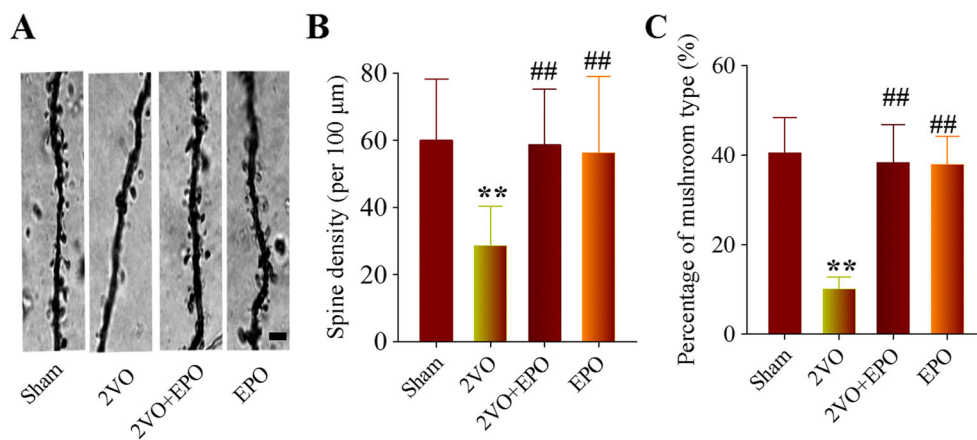 A
Sham
2VO
2VO+EPO
EPO
B
Spine density (per 100 μm)
80
60
40
20
0
**
##
##
Sham
2VO
2VO+EPO
EPO
C
Percentage of mushroom type (%)
60
40
20
0
**
##
##
Sham
2VO
2VO+EPO
EPO